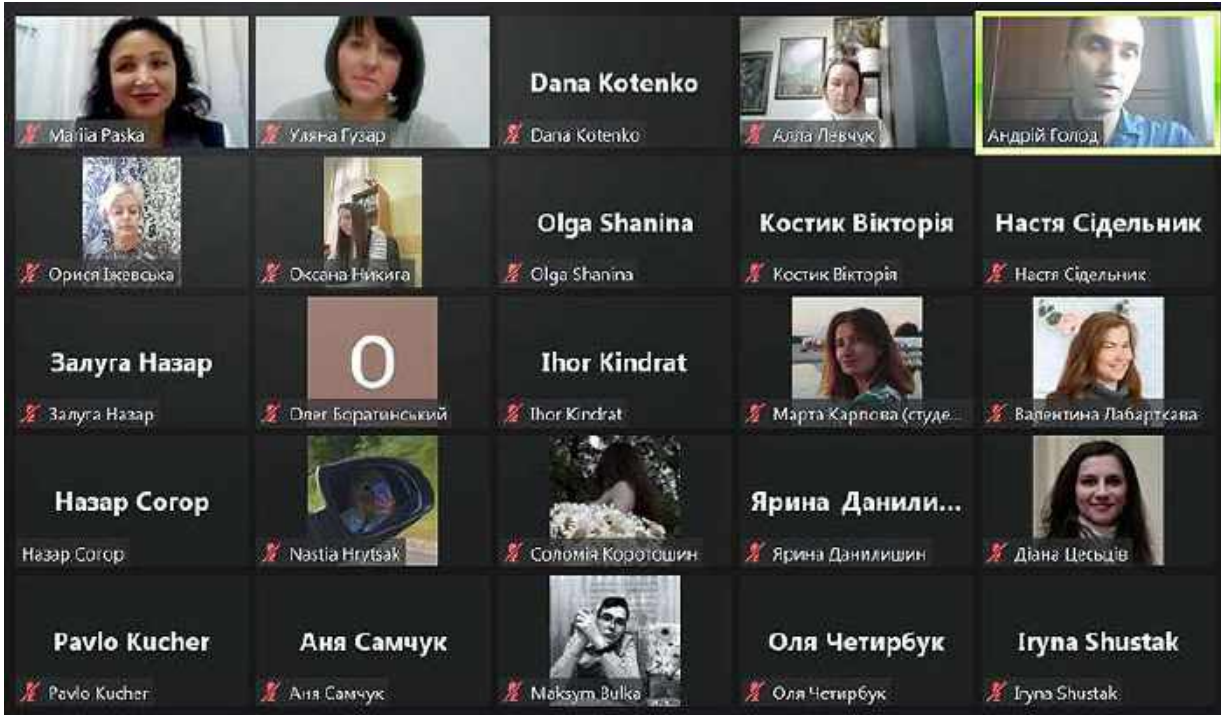 Mariia Paska
Уляна Гузар
Dana Kotenko
Dana Kotenko
Алла Левчук
Андрій Голод
Орися Їжевська
Оксана Никига
Olga Shanina
Olga Shanina
Костик Вікторія
Костик Вікторія
Настя Сідельник
Настя Сідельник
Залуга Назар
Залуга Назар
O
Олег Боратинський
Ihor Kindrat
Ihor Kindrat
Марта Карпова (студе...
Валентина Лабарткава
Назар Согор
Назар Согор
Nastia Hrytsak
Соломія Коротошин
Ярина Данили...
Ярина Данилишин
Діана Цесьців
Pavlo Kucher
Pavlo Kucher
Аня Самчук
Аня Самчук
Maksym Bulka
Оля Четирбук
Оля Четирбук
Iryna Shustak
Iryna Shustak